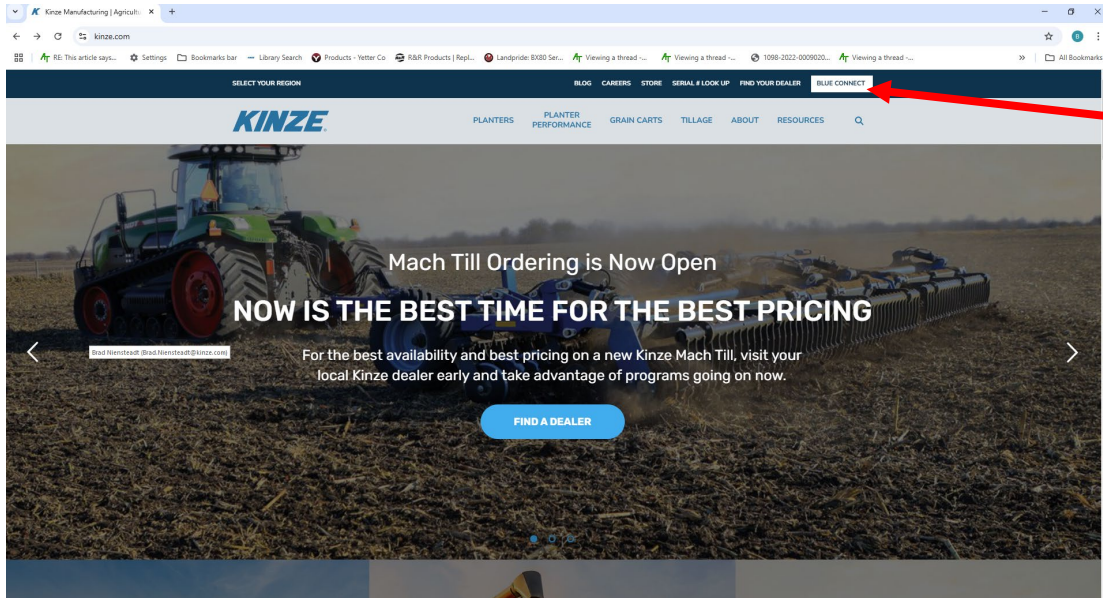 Kinze Manufacturing | Agricultu
kinze.com
RE: This article says...
Settings
Bookmarks bar
Library Search
Products - Yetter Co
R&R Products | Repl...
Landpride: BX80 Ser...
Viewing a thread -...
Viewing a thread -...
1098-2022-0009020...
Viewing a thread -...
All Bookmarks
SELECT YOUR REGION
BLOG CAREERS STORE SERIAL # LOOK UP FIND YOUR DEALER BLUE CONNECT
KINZE
PLANTERS
PLANTER
PERFORMANCE
GRAIN CARTS TILLAGE ABOUT RESOURCES
Mach Till Ordering is Now Open
NOW IS THE BEST TIME FOR THE BEST PRICING
Brad Niensteadt (Brad.Niensteadt@kinze.com)
For the best availability and best pricing on a new Kinze Mach Till, visit your
local Kinze dealer early and take advantage of programs going on now.
FIND A DEALER